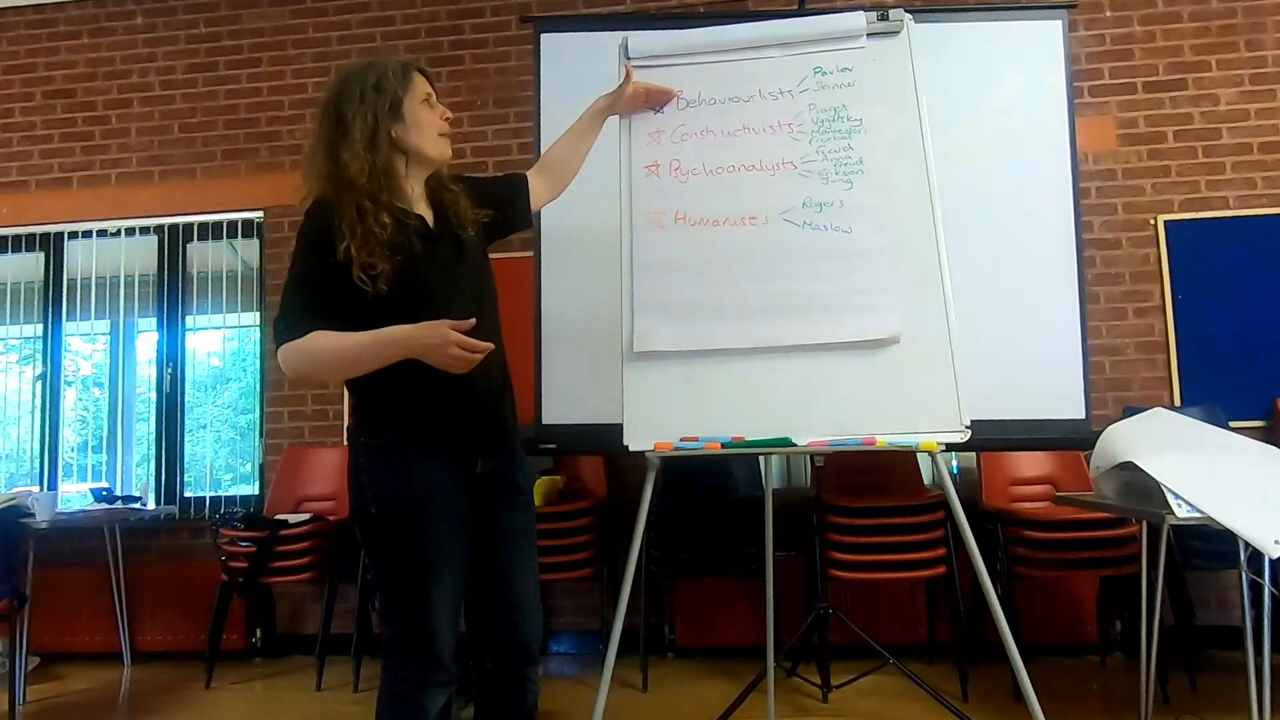 Behaviourlists
Pavlov
Skinner
Constructivists
Piaget
Vygotsky
Montessori
Froebel
Psychoanalysts
Freud
Anna
Freud
Erikson
Jung
Humanists
Rogers
Maslow